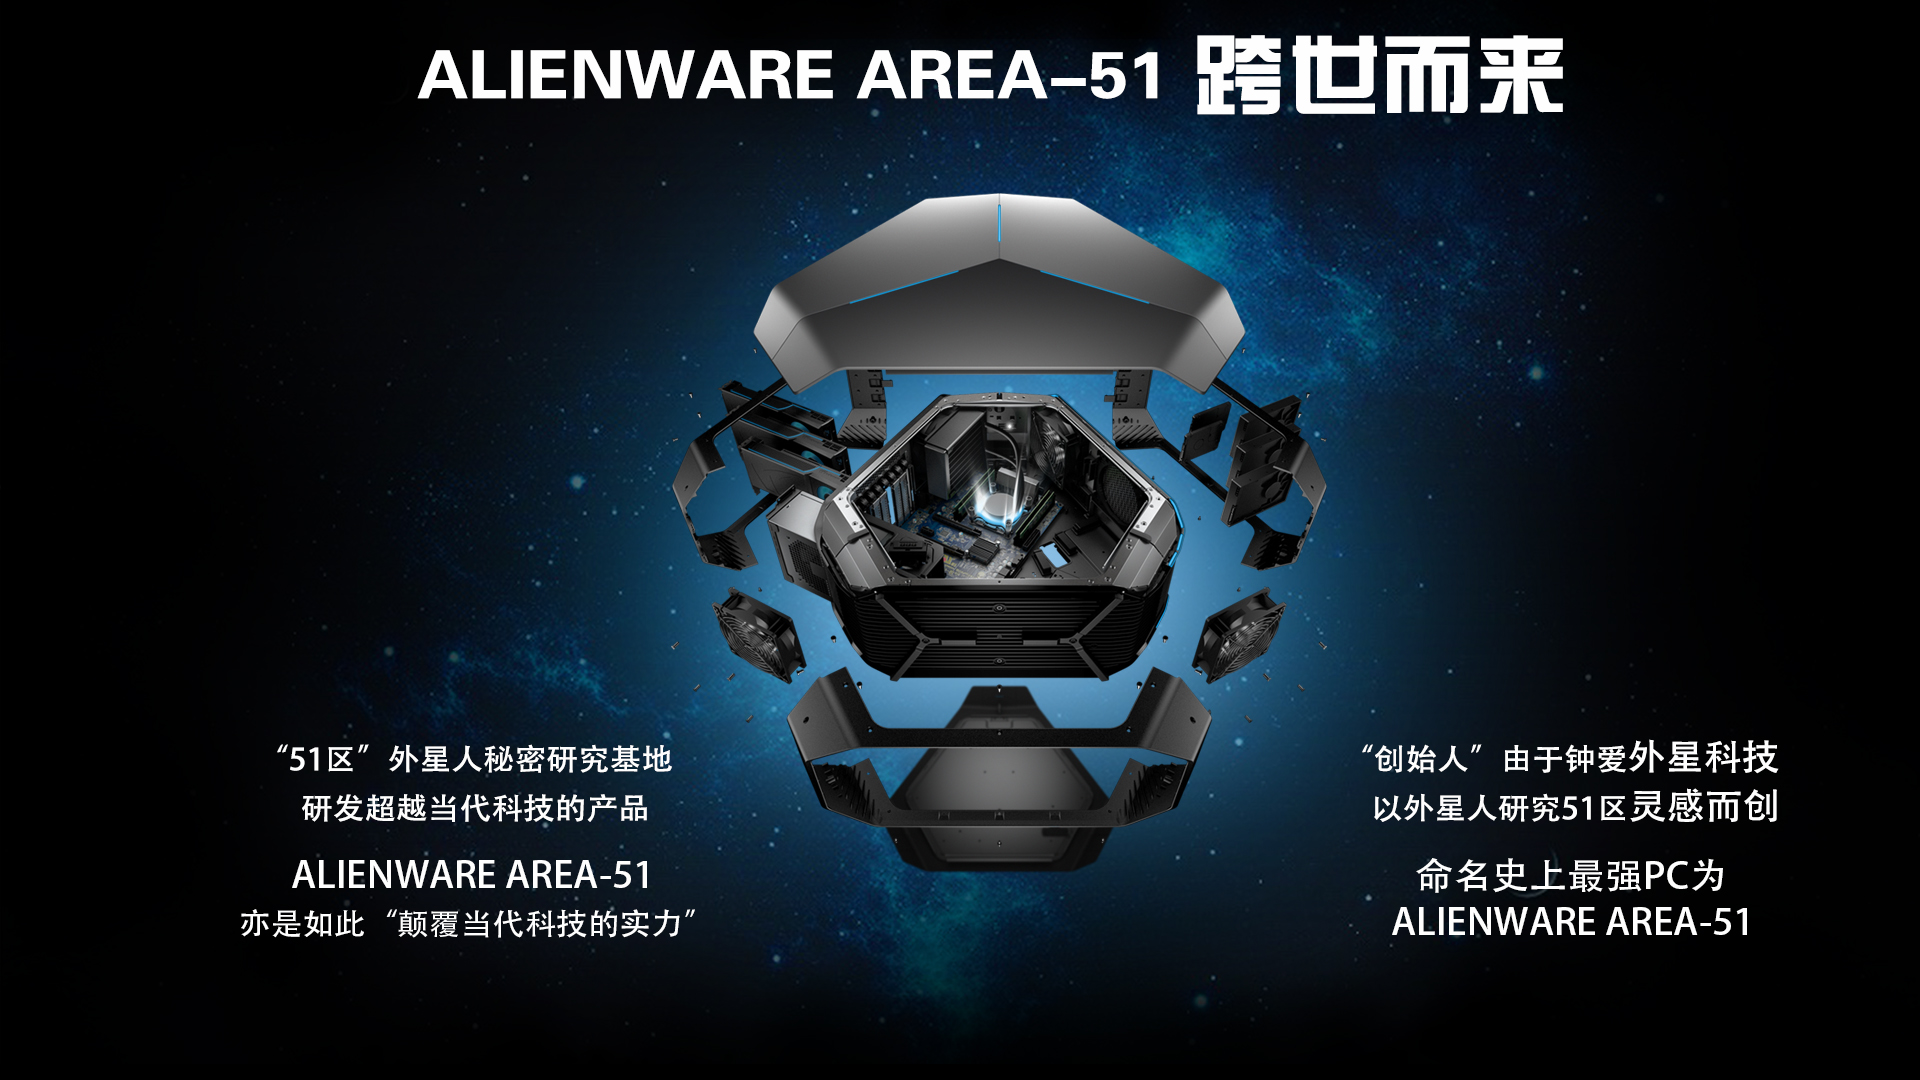 ALIENWARE AREA-51 跨世而来
“51区”外星人秘密研究基地
研发超越当代科技的产品
ALIENWARE AREA-51
亦是如此“颠覆当代科技的实力”
“创始人”由于钟爱外星科技
以外星人研究51区灵感而创
命名史上最强PC为
ALIENWARE AREA-51